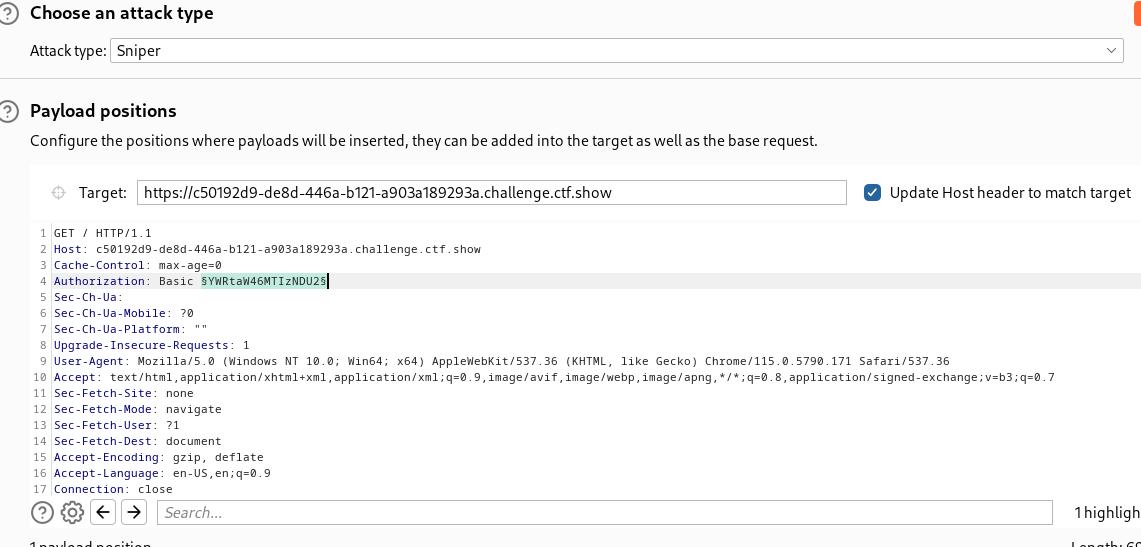 Choose an attack type
Attack type: Sniper
Payload positions
Configure the positions where payloads will be inserted, they can be added into the target as well as the base request.
Target: https://c50192d9-de8d-446a-b121-a903a189293a.challenge.ctf.show Update Host header to match target
1 GET / HTTP/1.1
2 Host: c50192d9-de8d-446a-b121-a903a189293a.challenge.ctf.show
3 Cache-Control: max-age=0
4 Authorization: Basic §YWRtaW46MTIzNDU2§
5 Sec-Ch-Ua:
6 Sec-Ch-Ua-Mobile: ?0
7 Sec-Ch-Ua-Platform: ""
8 Upgrade-Insecure-Requests: 1
9 User-Agent: Mozilla/5.0 (Windows NT 10.0; Win64; x64) AppleWebKit/537.36 (KHTML, like Gecko) Chrome/115.0.5790.171 Safari/537.36
10 Accept: text/html,application/xhtml+xml,application/xml;q=0.9,image/avif,image/webp,image/apng,*/*;q=0.8,application/signed-exchange;v=b3;q=0.7
11 Sec-Fetch-Site: none
12 Sec-Fetch-Mode: navigate
13 Sec-Fetch-User: ?1
14 Sec-Fetch-Dest: document
15 Accept-Encoding: gzip, deflate
16 Accept-Language: en-US,en;q=0.9
17 Connection: close
Search... 1 highligh
1 payload position Length: 69